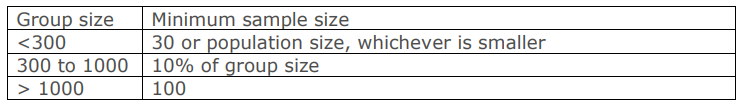 Group size Minimum sample size
<300 30 or population size, whichever is smaller
300 to 1000 10% of group size
> 1000 100